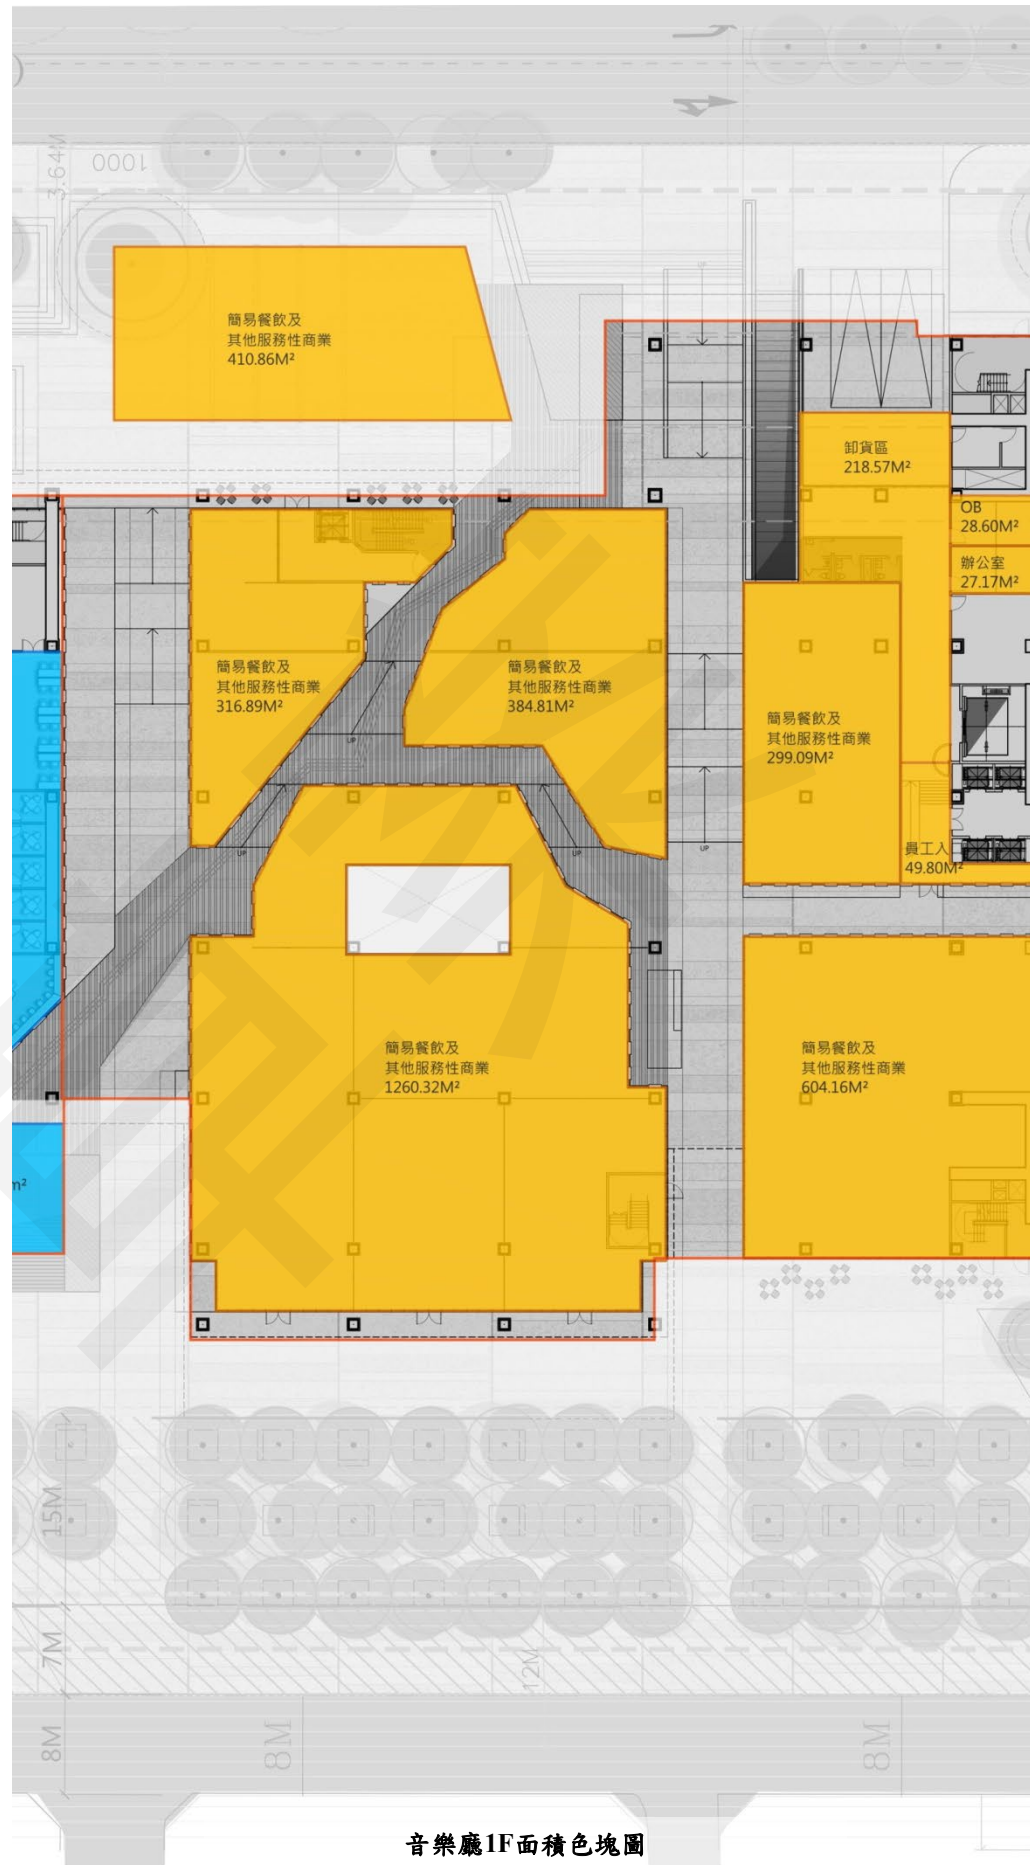 3.64M
1000
簡易餐飲及
其他服務性商業
410.86M²
UP
卸貨區
218.57M²
OB
28.60M²
辦公室
27.17M²
簡易餐飲及
其他服務性商業
316.89M²
簡易餐飲及
其他服務性商業
384.81M²
簡易餐飲及
其他服務性商業
299.09M²
UP
UP
UP
UP
員工入
49.80M²
簡易餐飲及
其他服務性商業
1260.32M²
簡易餐飲及
其他服務性商業
604.16M²
m²
15M
7M
12M
8M
8M
8M
音樂廳1F面積色塊圖